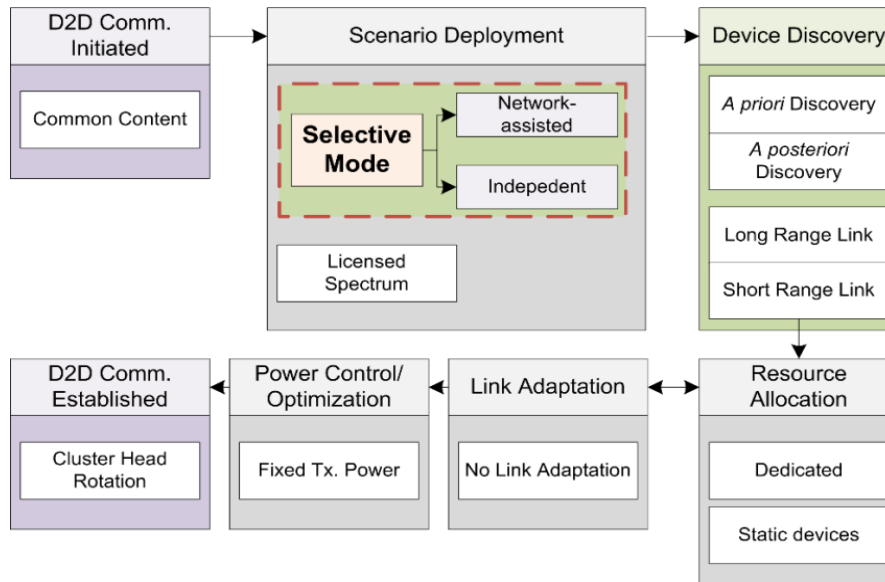 D2D Comm.
Initiated
Common Content
Scenario Deployment
Selective
Mode
Network-
assisted
Indepedent
Licensed
Spectrum
Device Discovery
A priori Discovery
A posteriori
Discovery
Long Range Link
Short Range Link
D2D Comm.
Established
Cluster Head
Rotation
Power Control/
Optimization
Fixed Tx. Power
Link Adaptation
No Link Adaptation
Resource
Allocation
Dedicated
Static devices